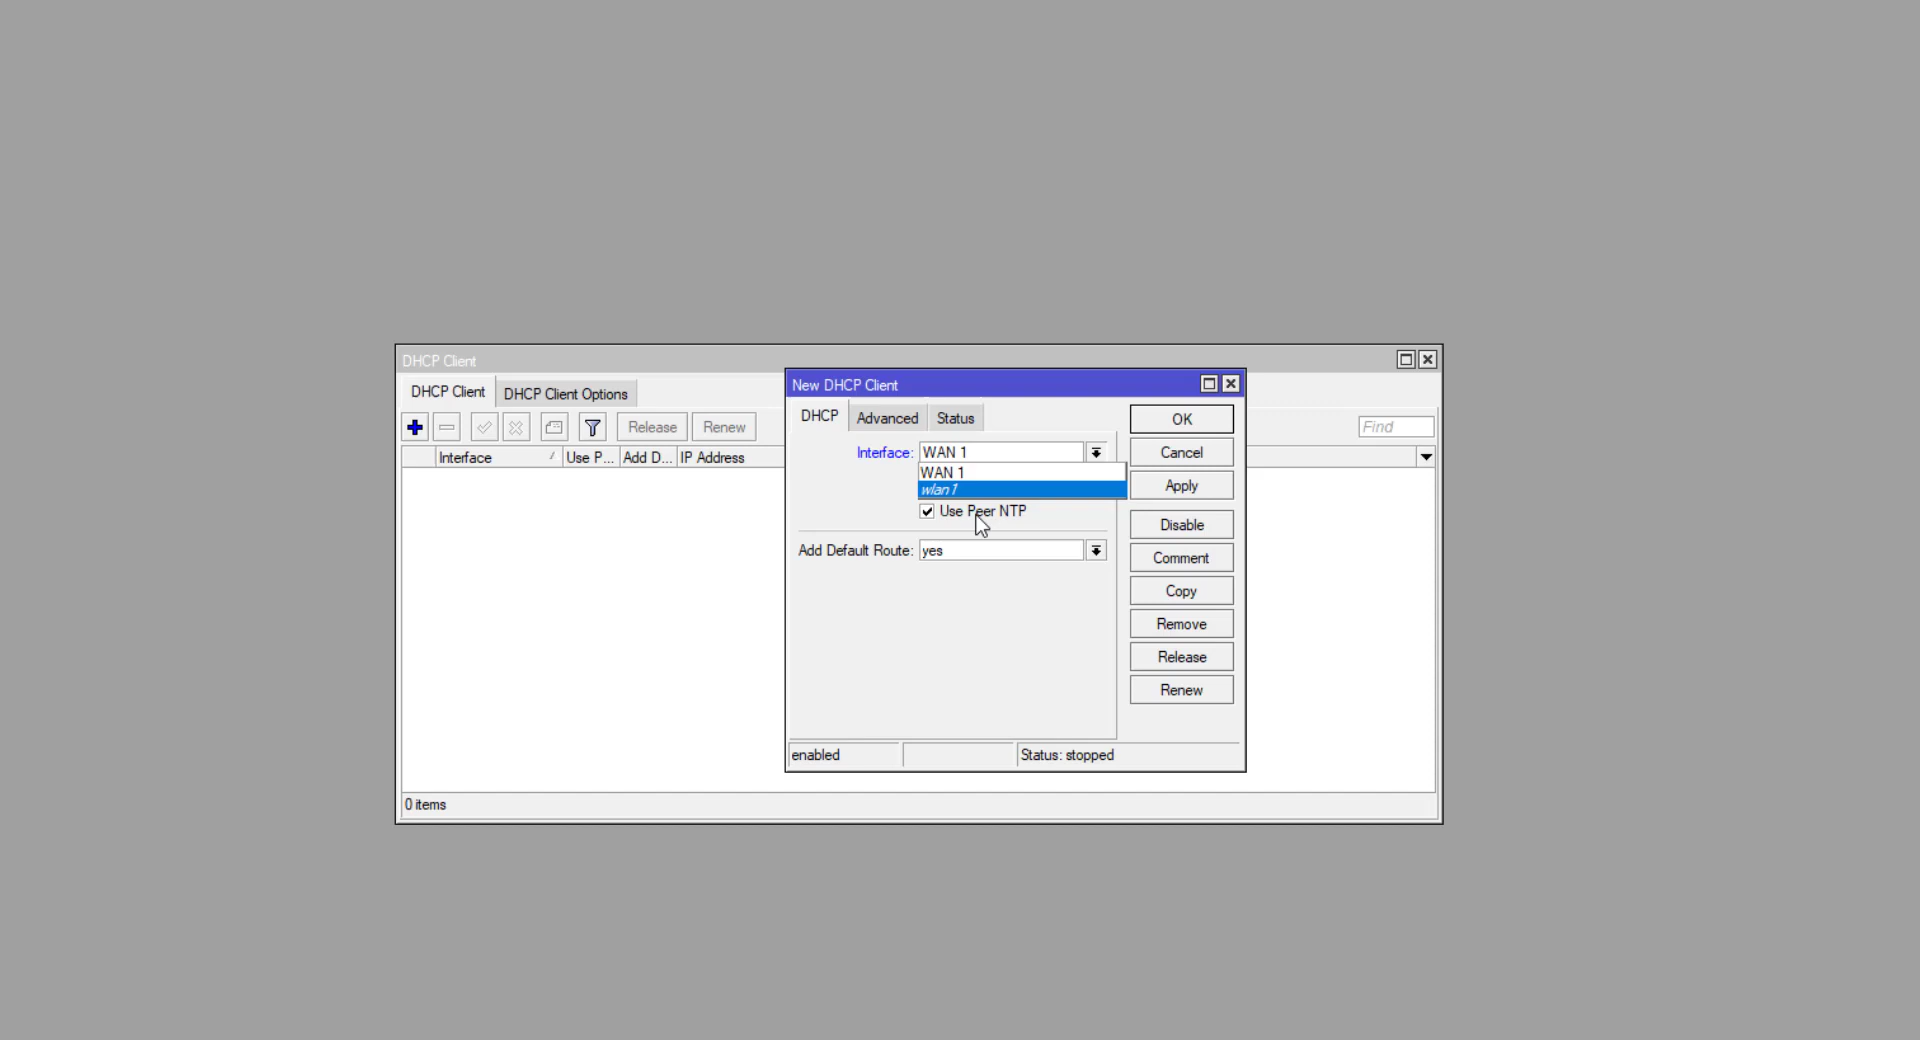 DHCP Client
DHCP Client DHCP Client Options
Release Renew
Find
Interface Use P... Add D... IP Address
0 items
New DHCP Client
DHCP Advanced Status
Interface: WAN 1
WAN 1
wlan1
Use Peer NTP
Add Default Route: yes
OK
Cancel
Apply
Disable
Comment
Copy
Remove
Release
Renew
enabled
Status: stopped